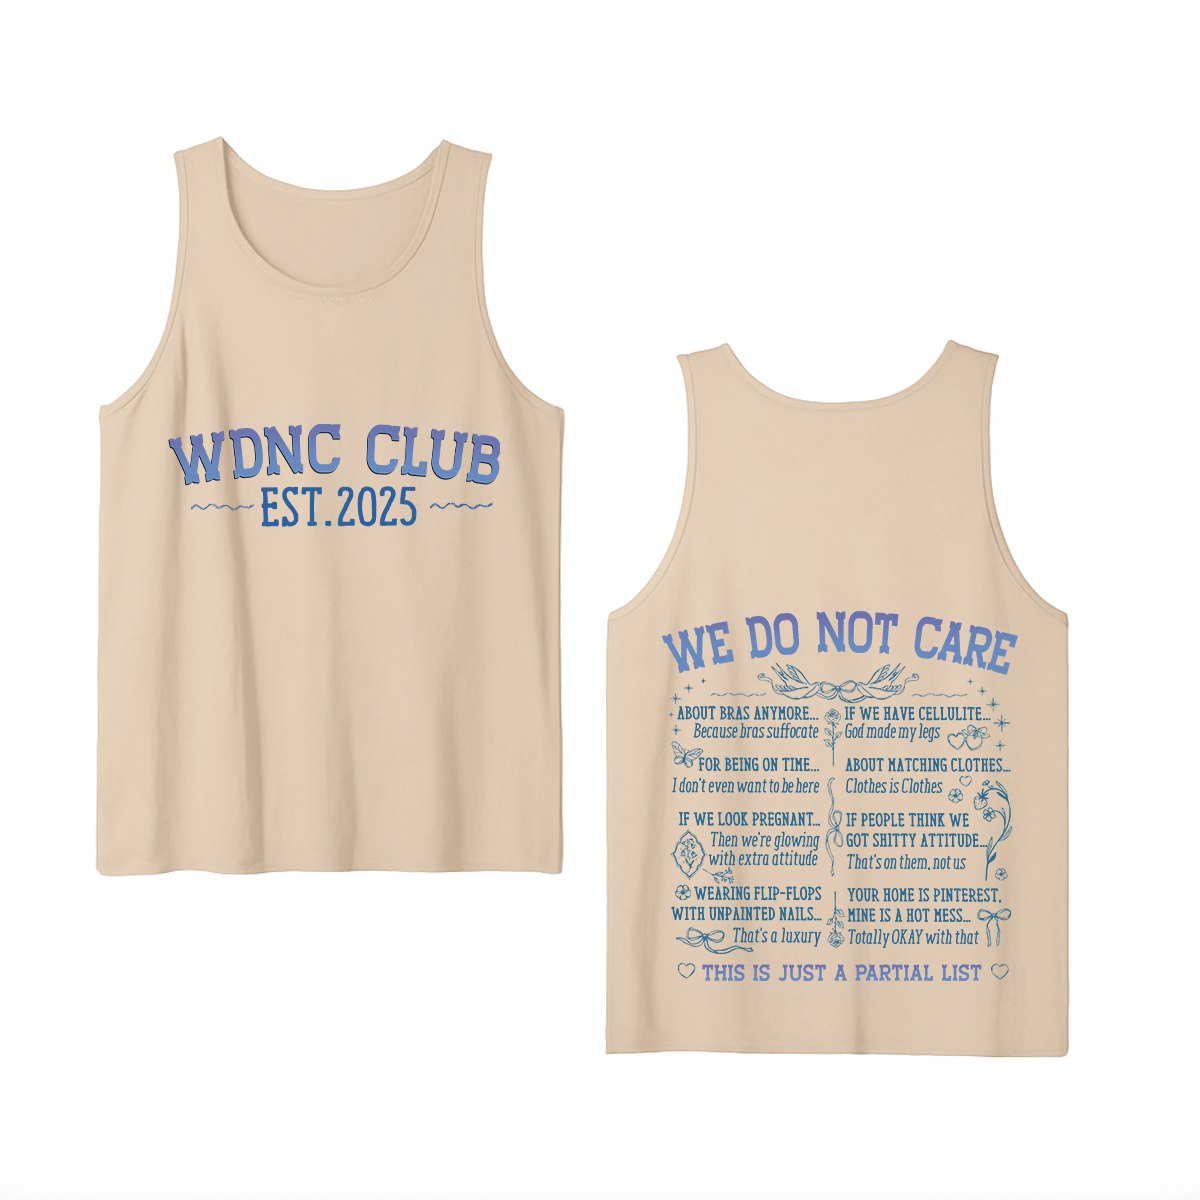 WDNC CLUB
EST.2025
WE DO NOT CARE
ABOUT BRAS ANYMORE...
Because bras suffocate
FOR BEING ON TIME...
I don't even want to be here
IF WE LOOK PREGNANT...
Then we're glowing
with extra attitude
WEARING FLIP-FLOPS
WITH UNPAINTED NAILS...
That's a luxury
IF WE HAVE CELLULITE...
God made my legs
ABOUT MATCHING CLOTHES...
Clothes is Clothes
IF PEOPLE THINK WE
GOT SHITTY ATTITUDE...
That's on them, not us
YOUR HOME IS PINTEREST,
MINE IS A HOT MESS...
Totally OKAY with that
THIS IS JUST A PARTIAL LIST